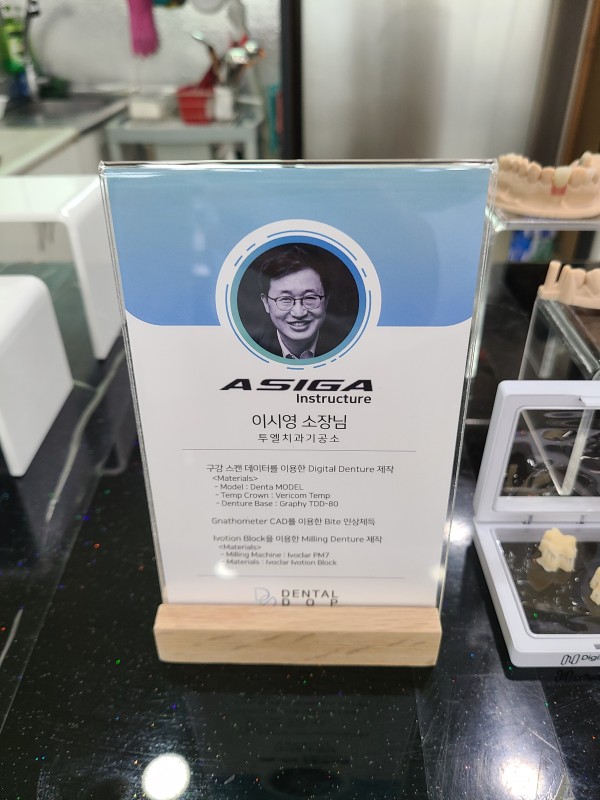 ASIGA
Instructure
이시영 소장님
투엘치과기공소
구강 스캔 데이터를 이용한 Digital Denture 제작
<Materials>
- Model : Denta MODEL
- Temp Crown : Vericom Temp
- Denture Base : Graphy TDD-80
Gnathometer CAD를 이용한 Bite 인상체득
Ivotion Block을 이용한 Milling Denture 제작
<Materials>
- Milling Machine : Ivoclar PM7
Materials : Ivoclar Ivotion Block
DENTAL
DOP